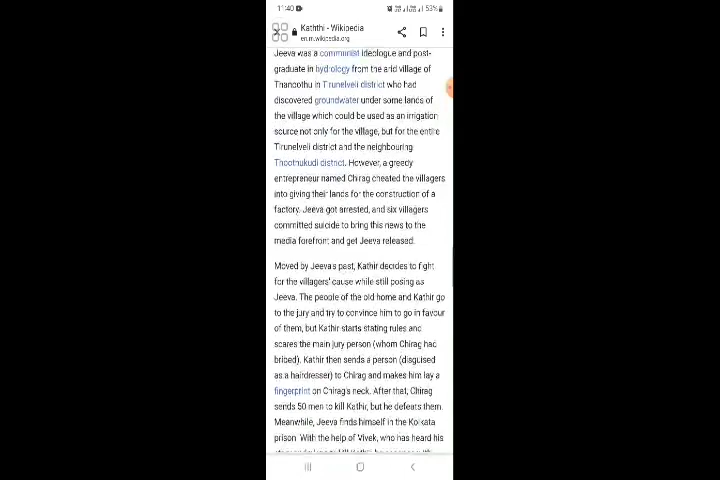 11:40
53%
Kaththi - Wikipedia
en.m.wikipedia.org
Jeeva was a communist ideologue and post-
graduate in hydrology from the arid village of
Thanoothu in Tirunelveli district who had
discovered groundwater under some lands of
the village which could be used as an irrigation
source not only for the village, but for the entire
Tirunelveli district and the neighbouring
Thoothukudi district. However, a greedy
entrepreneur named Chirag cheated the villagers
into giving their lands for the construction of a
factory. Jeeva got arrested, and six villagers
committed suicide to bring this news to the
media forefront and get Jeeva released.
Moved by Jeeva's past, Kathir decides to fight
for the villagers' cause while still posing as
Jeeva. The people of the old home and Kathir go
to the jury and try to convince him to go in favour
of them, but Kathir starts stating rules and
scares the main jury person (whom Chirag had
bribed). Kathir then sends a person (disguised
as a hairdresser) to Chirag and makes him lay a
fingerprint on Chirag's neck. After that, Chirag
sends 50 men to kill Kathir, but he defeats them.
Meanwhile, Jeeva finds himself in the Kolkata
prison. With the help of Vivek, who has heard his